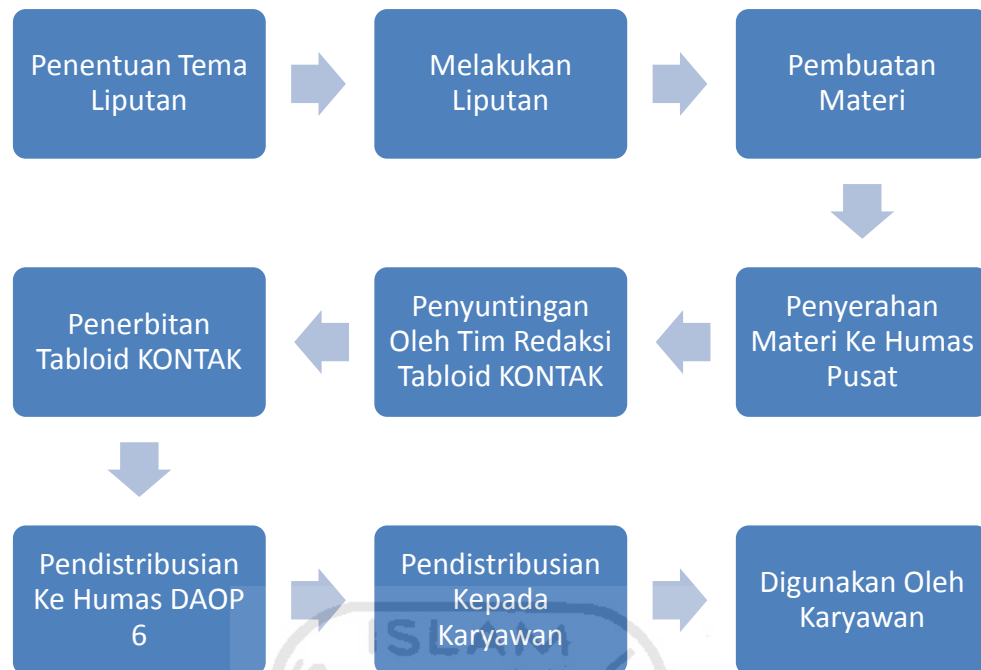 Penentuan Tema
Liputan
Melakukan
Liputan
Pembuatan
Materi
Penyerahan
Materi Ke Humas
Pusat
Penyuntingan
Oleh Tim Redaksi
Tabloid KONTAK
Penerbitan
Tabloid KONTAK
Pendistribusian
Ke Humas DAOP
6
Pendistribusian
Kepada
Karyawan
Digunakan Oleh
Karyawan
ISLAM